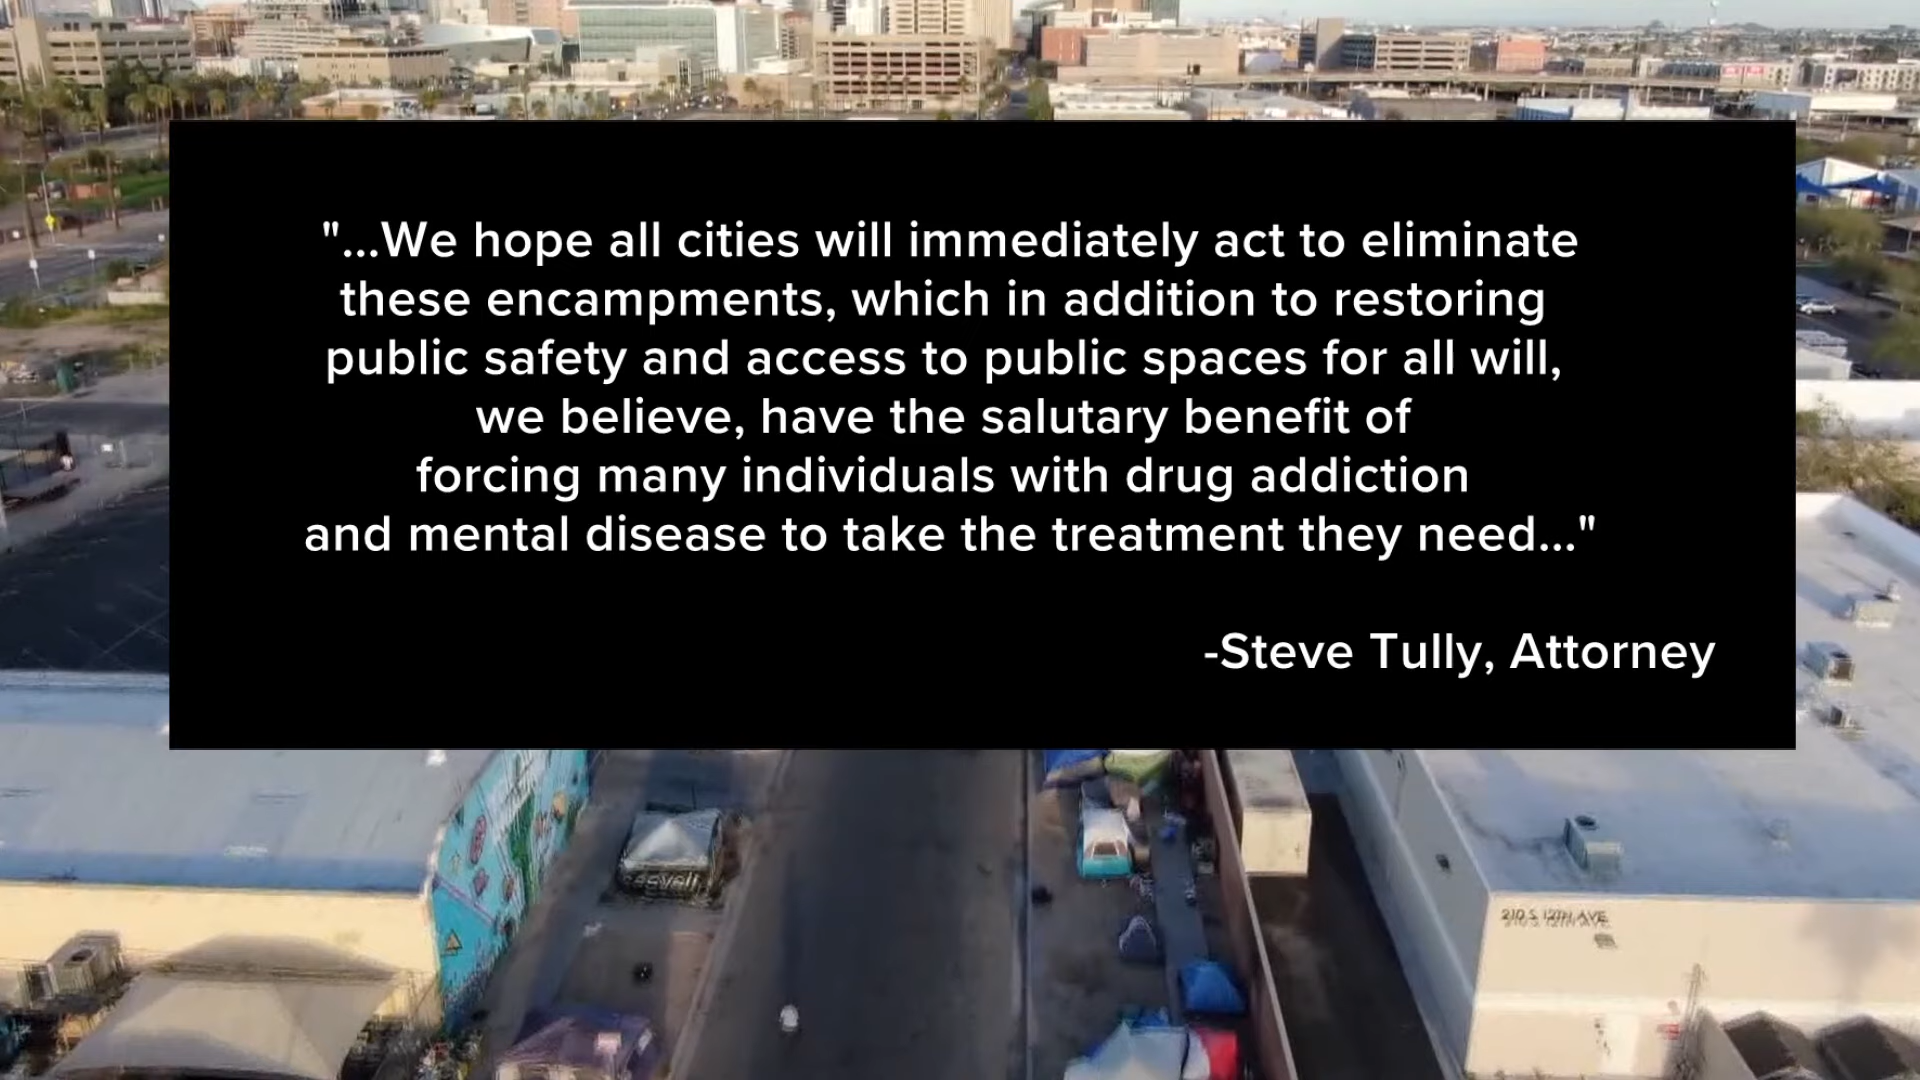 "...We hope all cities will immediately act to eliminate
these encampments, which in addition to restoring
public safety and access to public spaces for all will,
we believe, have the salutary benefit of
forcing many individuals with drug addiction
and mental disease to take the treatment they need..."
-Steve Tully, Attorney
210 S 12TH AVE